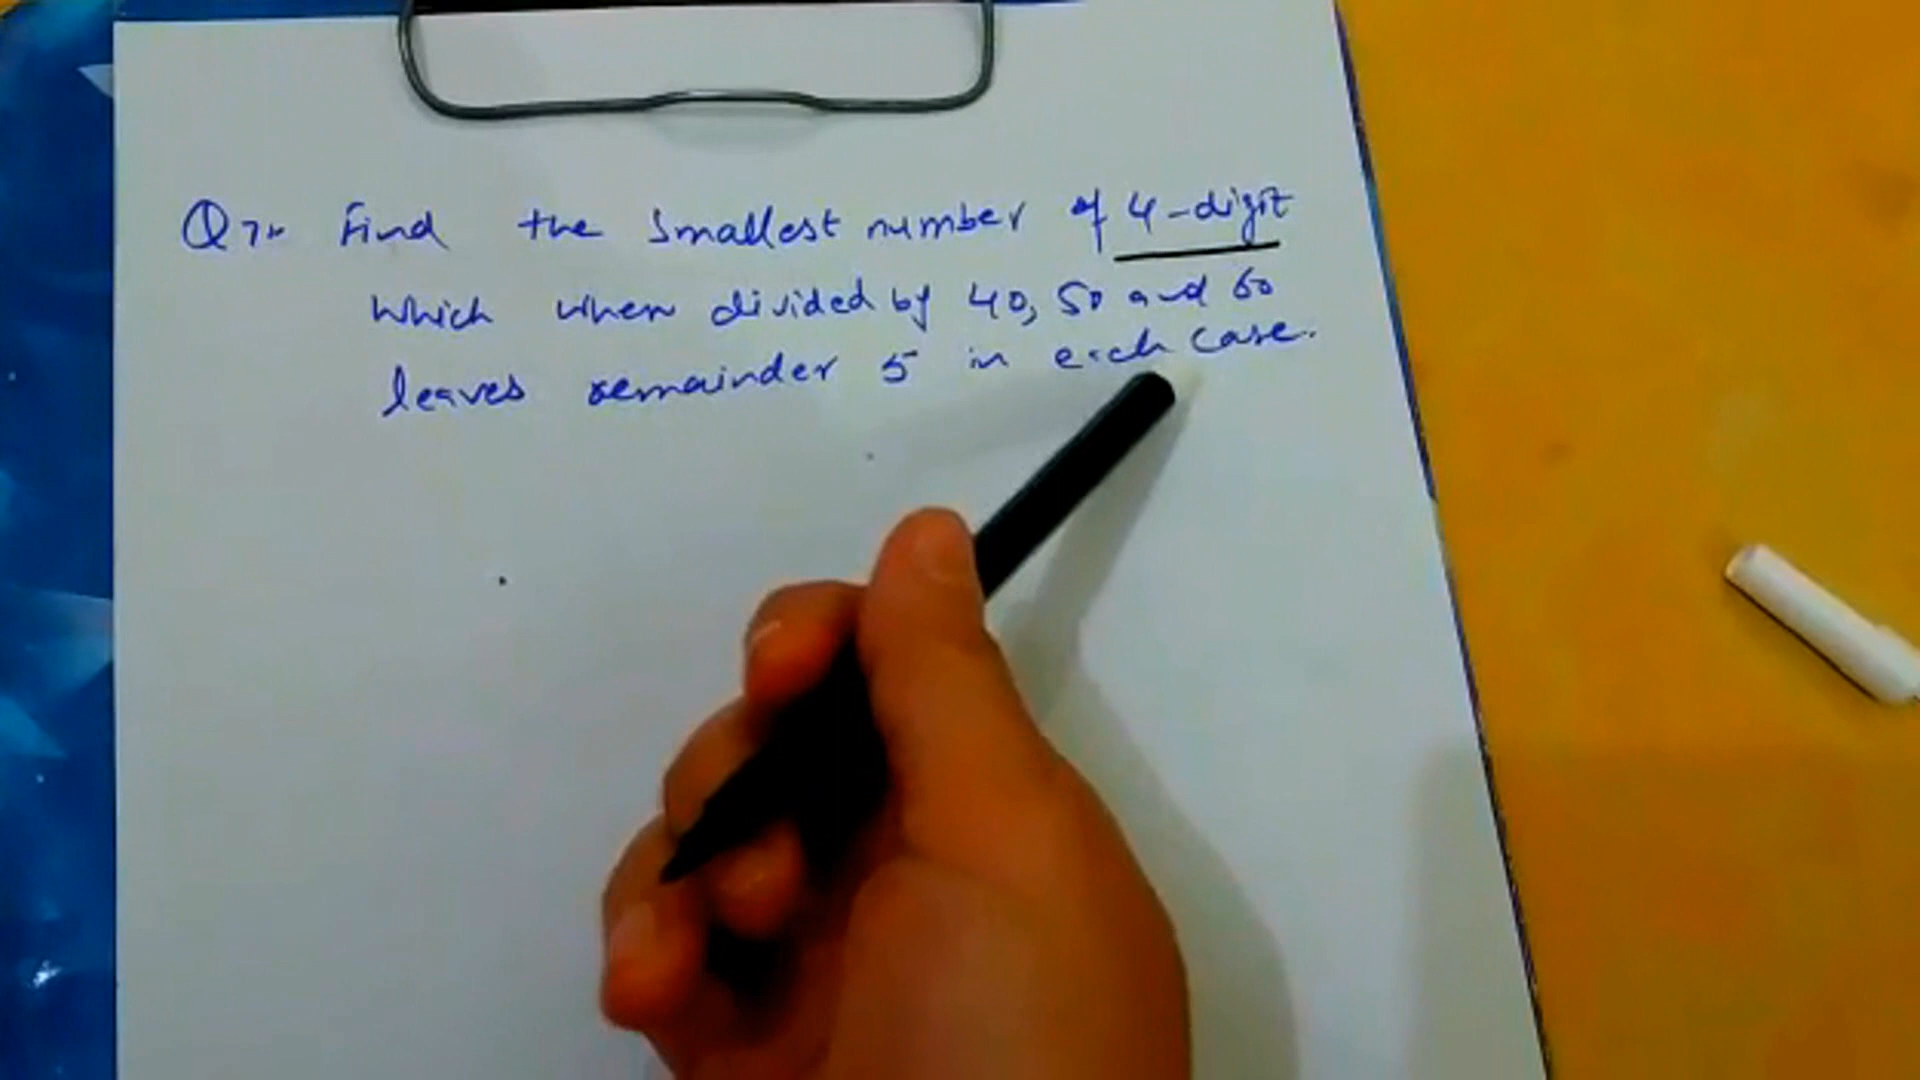 Q7:- Find the smallest number of 4-digit
which when divided by 40, 50 and 60
leaves remainder 5 in each case.